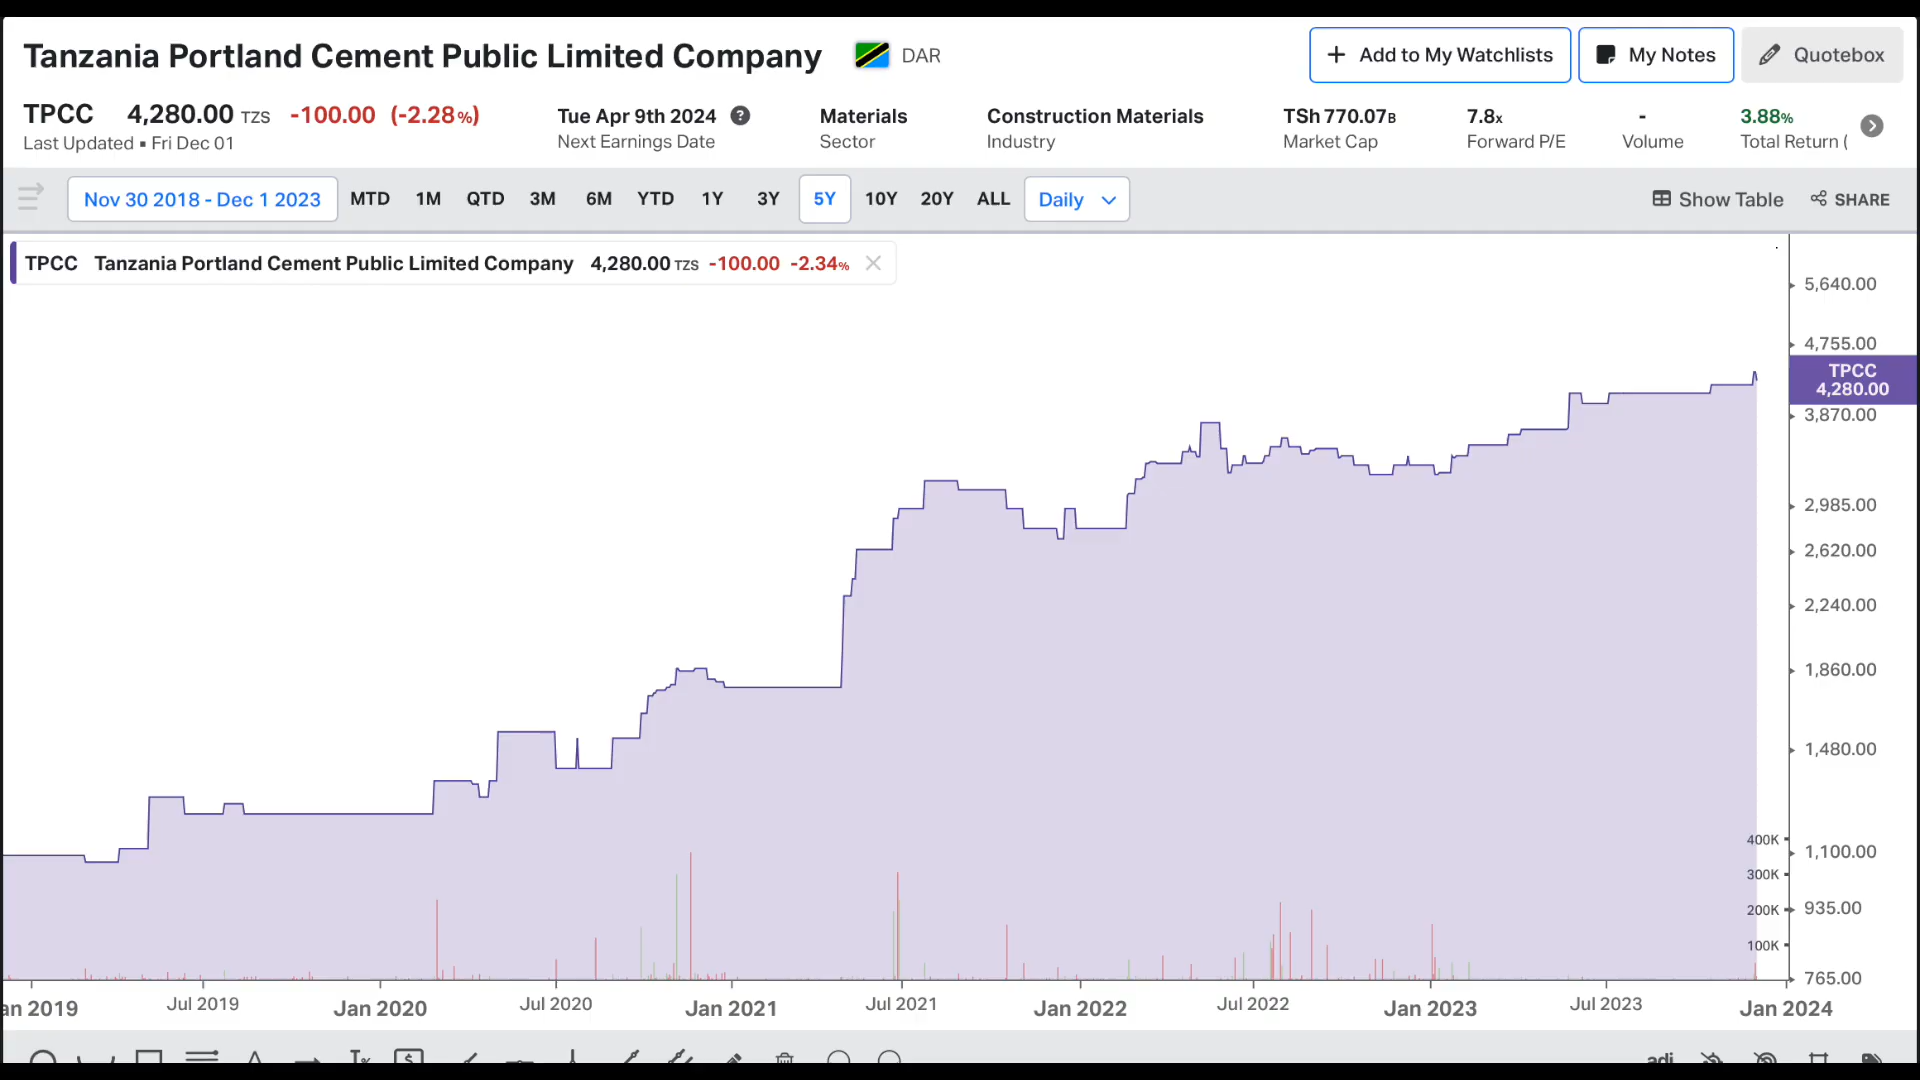 Tanzania Portland Cement Public Limited Company DAR
+ Add to My Watchlists My Notes Quotebox
TPCC 4,280.00 TZS -100.00 (-2.28%)
Last Updated ▪ Fri Dec 01
Tue Apr 9th 2024 ?
Next Earnings Date
Materials
Sector
Construction Materials
Industry
TSh 770.07B
Market Cap
7.8x
Forward P/E
-
Volume
3.88%
Total Return (
Nov 30 2018 - Dec 1 2023 MTD 1M QTD 3M 6M YTD 1Y 3Y 5Y 10Y 20Y ALL Daily Show Table SHARE
TPCC Tanzania Portland Cement Public Limited Company 4,280.00 TZS -100.00 -2.34%
5,640.00
4,755.00
TPCC
4,280.00
3,870.00
2,985.00
2,620.00
2,240.00
1,860.00
1,480.00
400K
1,100.00
300K
200K
935.00
100K
765.00
an 2019 Jul 2019 Jan 2020 Jul 2020 Jan 2021 Jul 2021 Jan 2022 Jul 2022 Jan 2023 Jul 2023 Jan 2024
adj